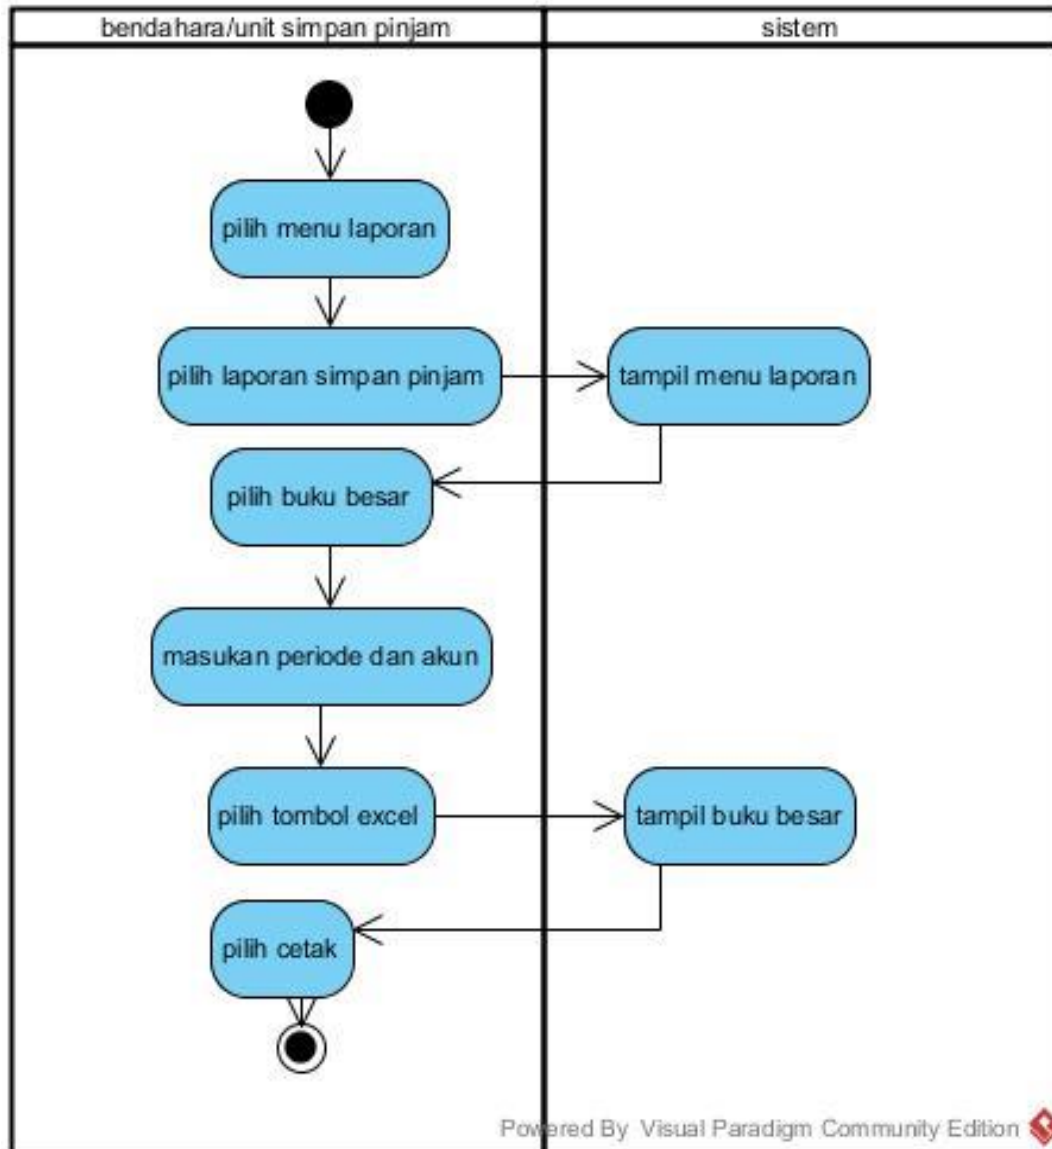 bendahara/unit simpan pinjam
sistem
pilih menu laporan
pilih laporan simpan pinjam
tampil menu laporan
pilih buku besar
masukan periode dan akun
pilih tombol excel
tampil buku besar
pilih cetak
Powered By Visual Paradigm Community Edition